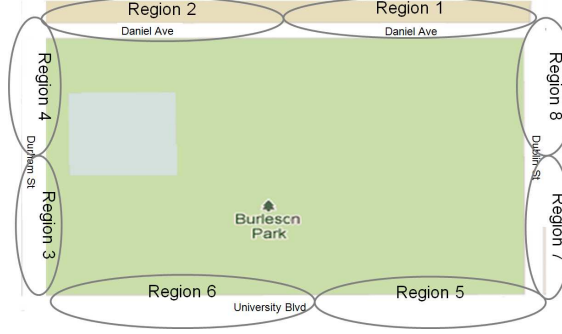 Region 2
Region 1
Daniel Ave
Daniel Ave
Region 4
Region 8
Durham St
Dublin St
Region 3
Burleson
Park
Region 7
Region 6
Region 5
University Blvd